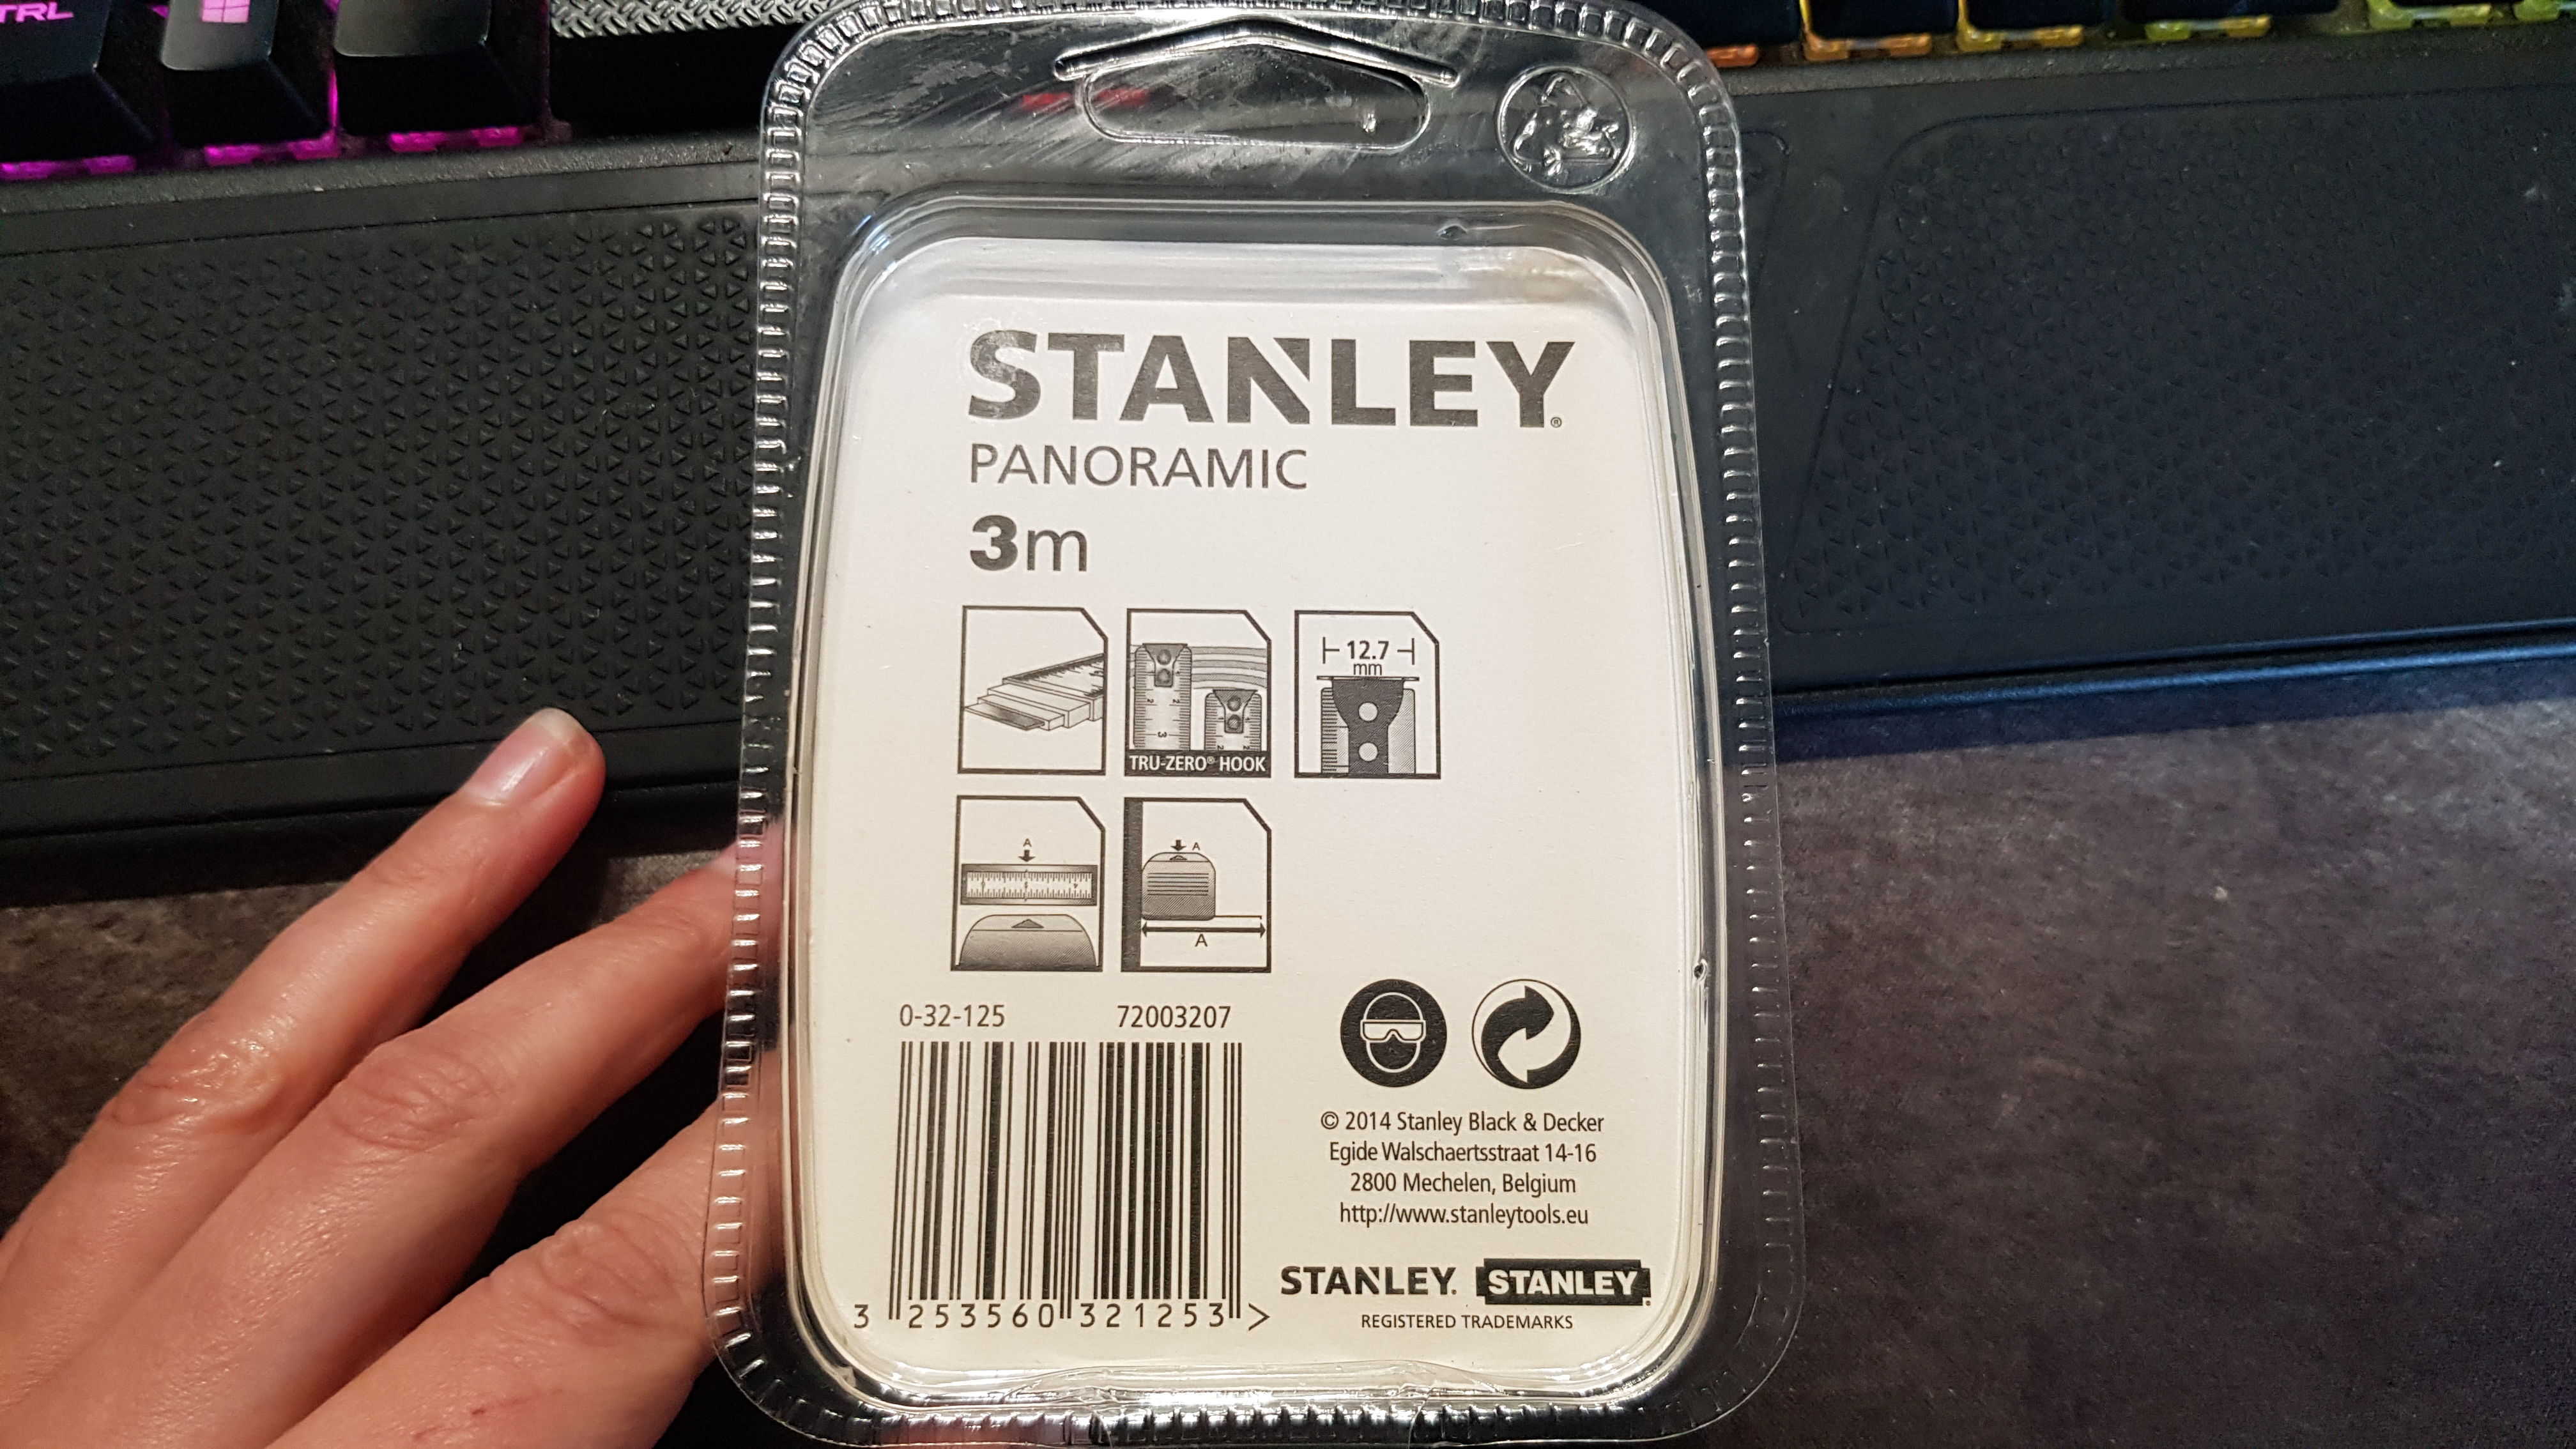 TRL
STANLEY®
PANORAMIC
3m
TRU-ZERO® HOOK
12.7
mm
A
A
A
0-32-125 72003207
3 253560 321253 >
© 2014 Stanley Black & Decker
Egide Walschaertsstraat 14-16
2800 Mechelen, Belgium
http://www.stanleytools.eu
STANLEY. STANLEY.
REGISTERED TRADEMARKS